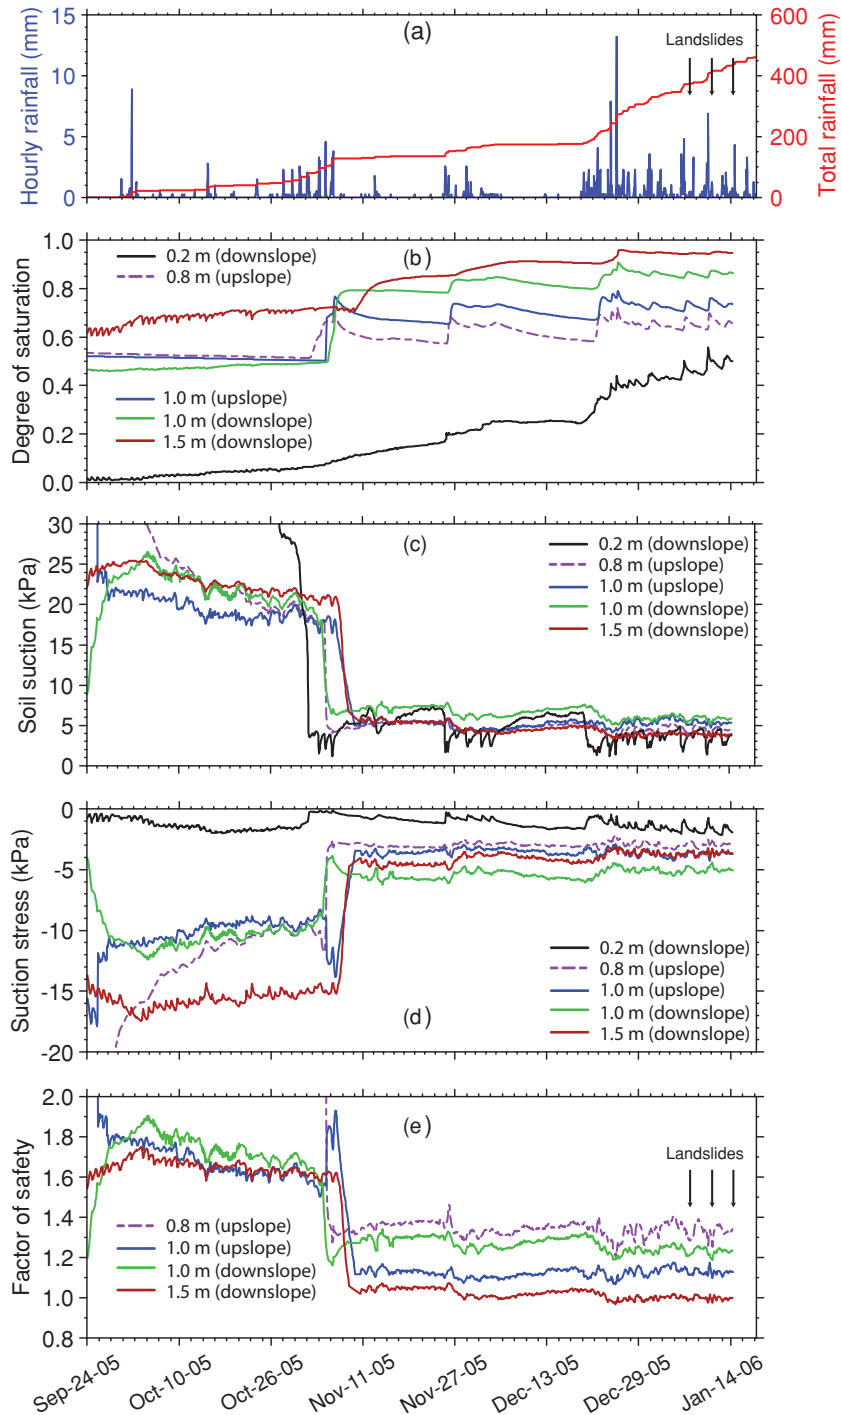 (a)
Landslides
Hourly rainfall (mm)
15
10
5
0
Total rainfall (mm)
600
400
200
0
(b)
0.2 m (downslope)
0.8 m (upslope)
1.0 m (upslope)
1.0 m (downslope)
1.5 m (downslope)
Degree of saturation
1.0
0.8
0.6
0.4
0.2
0.0
(c)
0.2 m (downslope)
0.8 m (upslope)
1.0 m (upslope)
1.0 m (downslope)
1.5 m (downslope)
Soil suction (kPa)
30
25
20
15
10
5
0
Suction stress (kPa)
0
-5
-10
-15
-20
0.2 m (downslope)
0.8 m (upslope)
1.0 m (upslope)
1.0 m (downslope)
1.5 m (downslope)
(d)
(e)
Landslides
Factor of safety
2.0
1.8
1.6
1.4
1.2
1.0
0.8
0.8 m (upslope)
1.0 m (upslope)
1.0 m (downslope)
1.5 m (downslope)
Sep-24-05
Oct-10-05
Oct-26-05
Nov-11-05
Nov-27-05
Dec-13-05
Dec-29-05
Jan-14-06